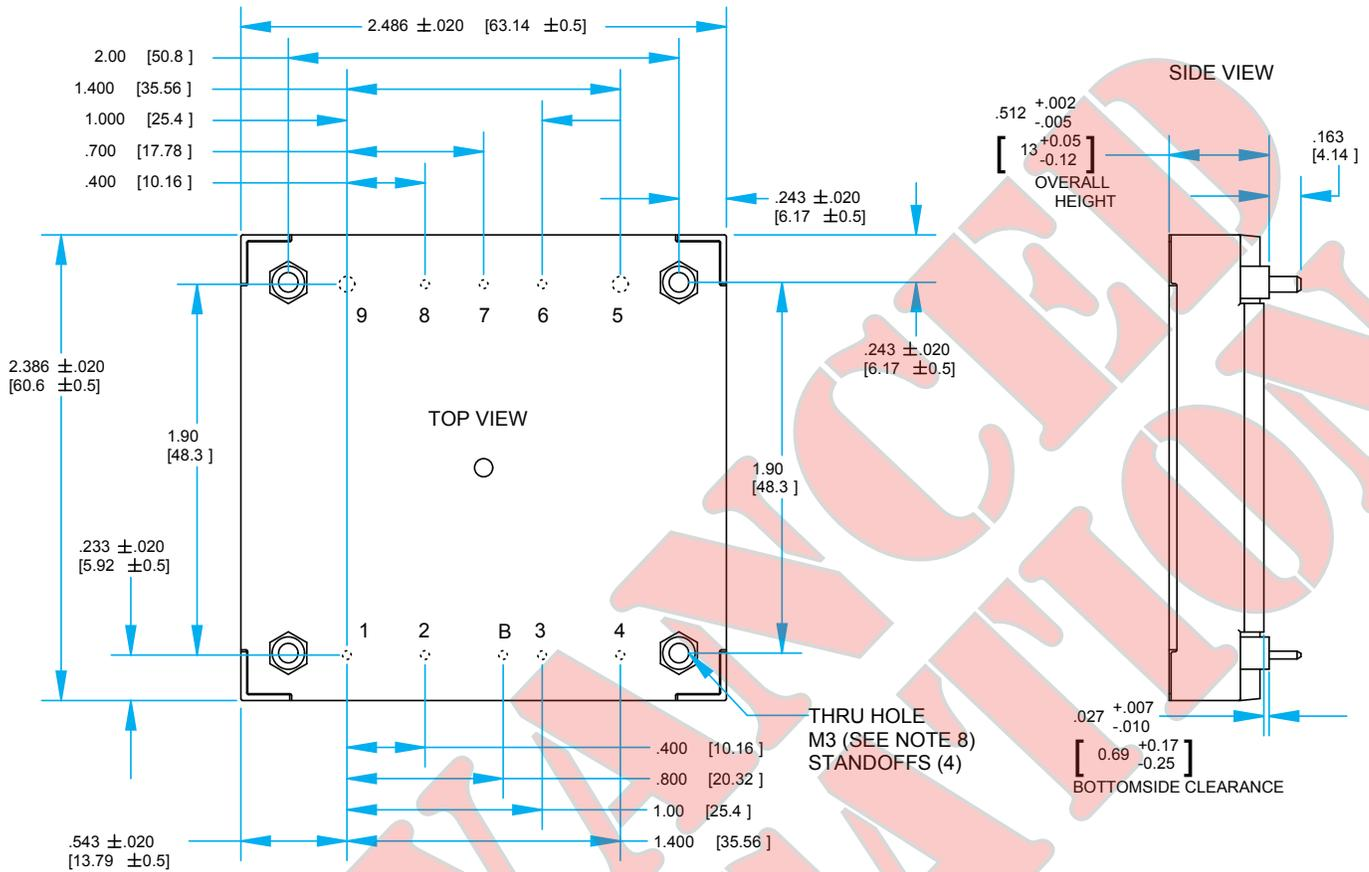 2.486 ±.020 [63.14 ±0.5]
2.00 [50.8 ]
1.400 [35.56 ]
1.000 [25.4 ]
.700 [17.78 ]
.400 [10.16 ]
.243 ±.020
[6.17 ±0.5]
SIDE VIEW
.512 +.002
-.005
[ 13 +0.05
-0.12 ]
OVERALL
HEIGHT
.163
[4.14 ]
9 8 7 6 5
2.386 ±.020
[60.6 ±0.5]
.243 ±.020
[6.17 ±0.5]
TOP VIEW
1.90
[48.3 ]
1.90
[48.3 ]
.233 ±.020
[5.92 ±0.5]
1 2 B 3 4
THRU HOLE
M3 (SEE NOTE 8)
STANDOFFS (4)
.027 +.007
-.010
[ 0.69 +0.17
-0.25 ]
BOTTOMSIDE CLEARANCE
.400 [10.16 ]
.800 [20.32 ]
1.00 [25.4 ]
1.400 [35.56 ]
.543 ±.020
[13.79 ±0.5]
VANCED